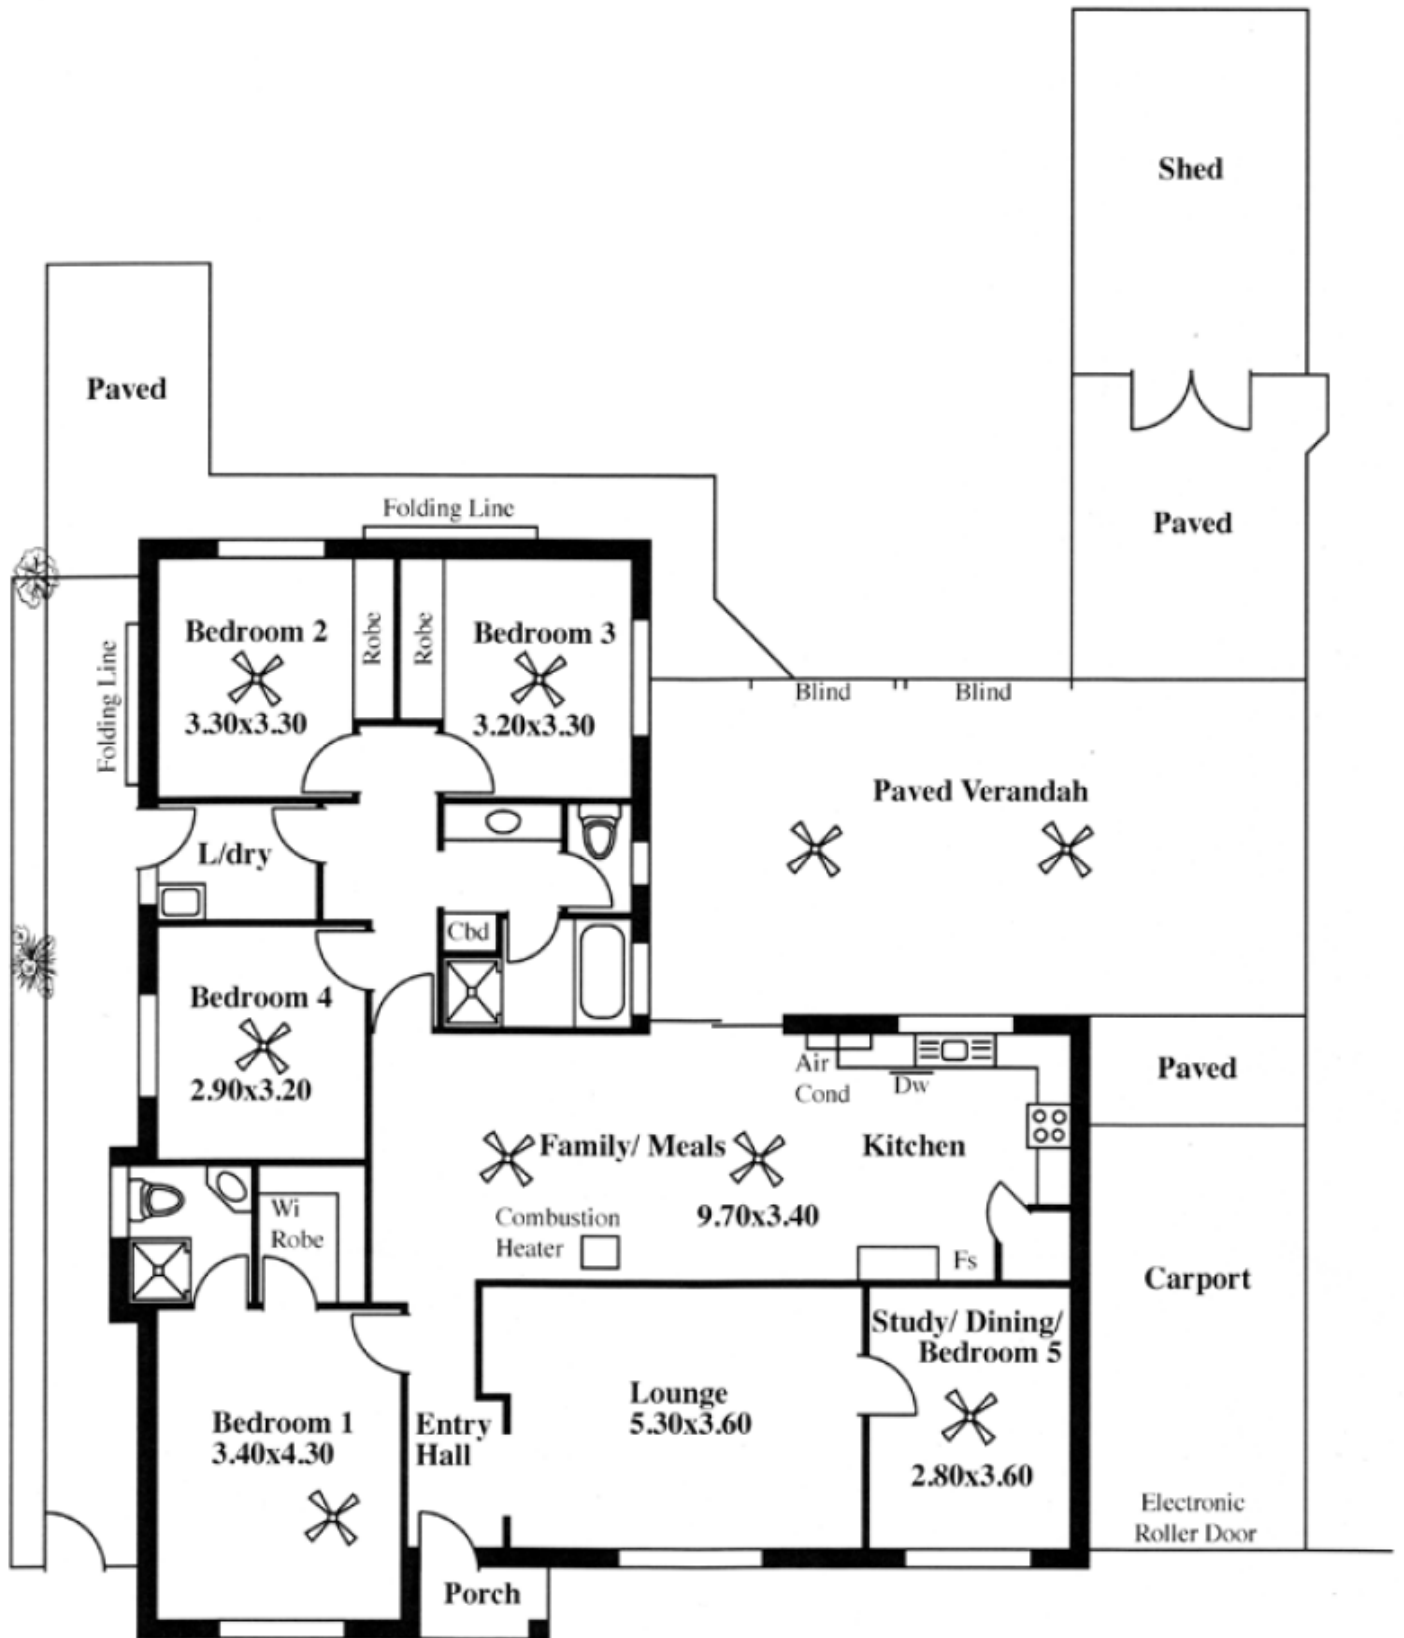 Shed
Paved
Folding Line
Paved
Folding Line
Bedroom 2
3.30x3.30
Robe
Robe
Bedroom 3
3.20x3.30
Blind
Blind
Paved Verandah
L/dry
Cbd
Bedroom 4
2.90x3.20
Air
Cond
Dw
Paved
Family/ Meals
Kitchen
9.70x3.40
Combustion
Heater
Fs
Wi
Robe
Carport
Study/ Dining/
Bedroom 5
2.80x3.60
Lounge
5.30x3.60
Entry
Hall
Bedroom 1
3.40x4.30
Electronic
Roller Door
Porch